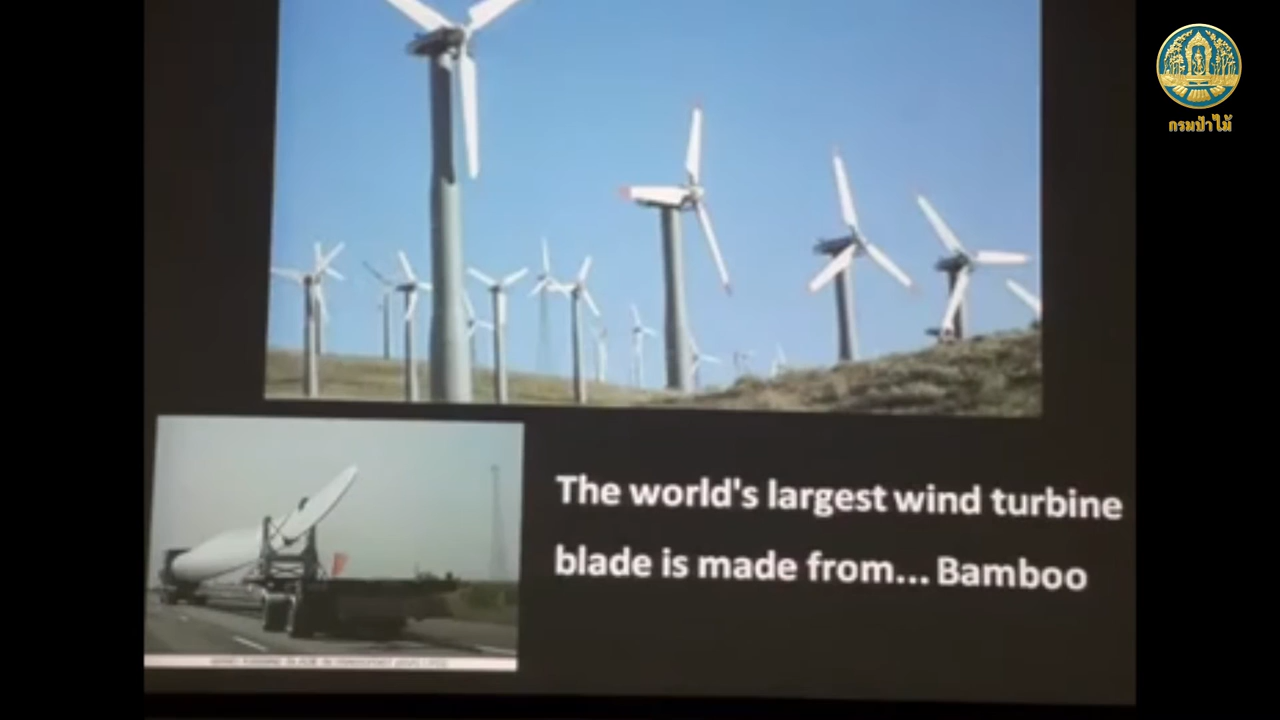 กรมป่าไม้
The world's largest wind turbine
blade is made from... Bamboo